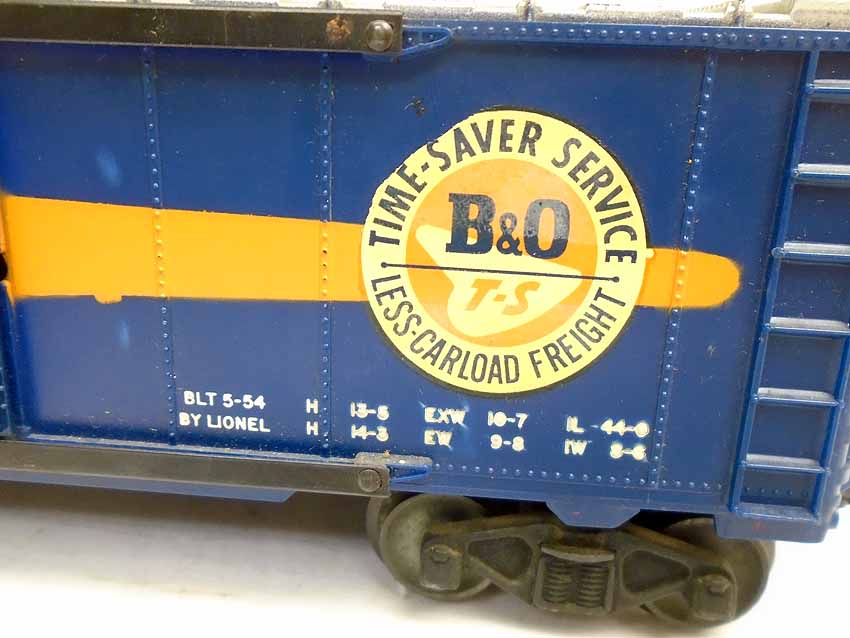 TIME-SAVER SERVICE
B&O
T-S
LESS-CARLOAD FREIGHT
BLT 5-54 H 13-5 EXW 10-7 IL 44-0
BY LIONEL H 14-3 EW 9-8 IW 8-6